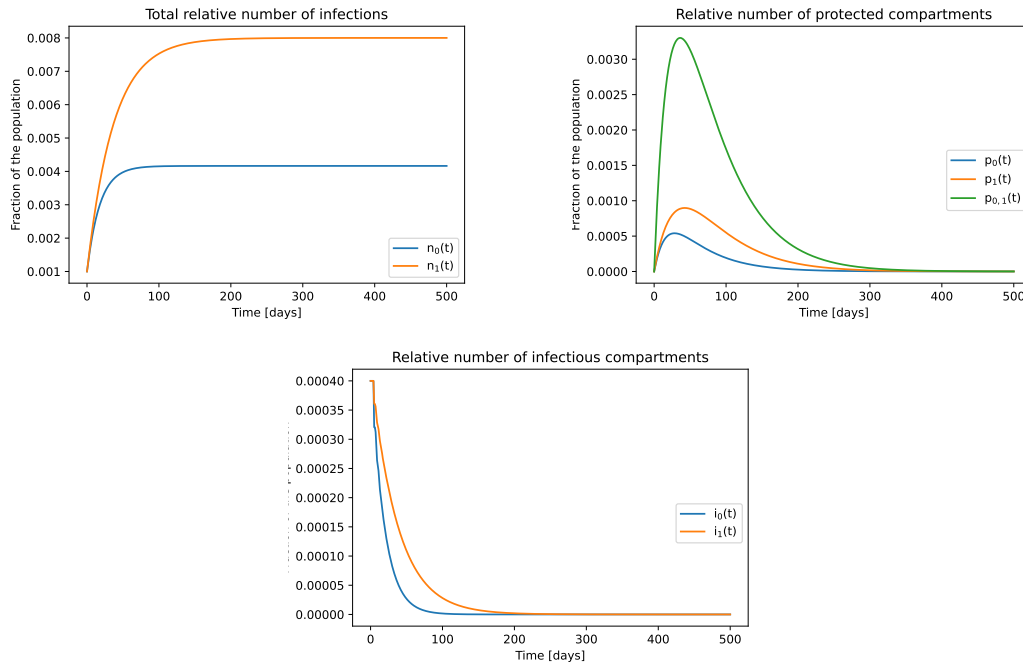 Total relative number of infections
Fraction of the population
0.008
0.007
0.006
0.005
0.004
0.003
0.002
0.001
n0(t)
n1(t)
0 100 200 300 400 500
Time [days]
Relative number of protected compartments
Fraction of the population
0.0030
0.0025
0.0020
0.0015
0.0010
0.0005
0.0000
p0(t)
p1(t)
p0,1(t)
0 100 200 300 400 500
Time [days]
Relative number of infectious compartments
0.00040
0.00035
0.00030
0.00025
0.00020
0.00015
0.00010
0.00005
0.00000
i0(t)
i1(t)
0 100 200 300 400 500
Time [days]